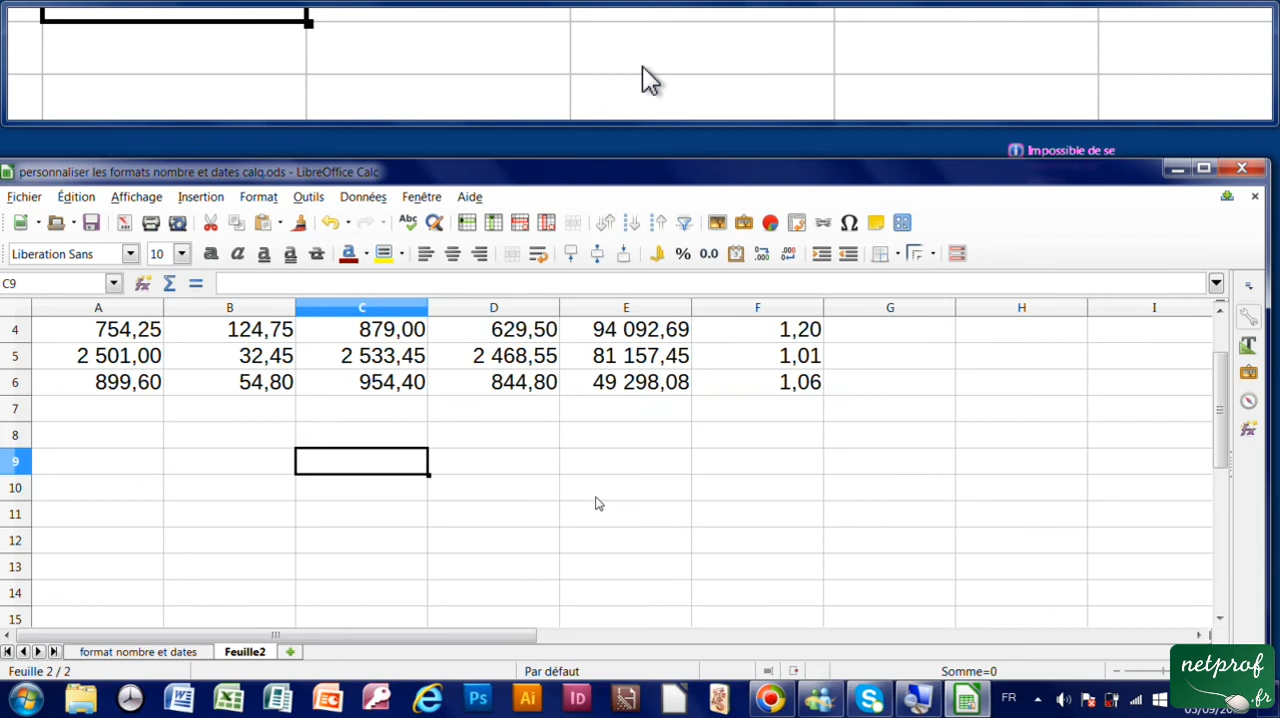 Impossible de se
personnaliser les formats nombre et dates calq.ods - LibreOffice Calc
Fichier Édition Affichage Insertion Format Outils Données Fenêtre Aide
Liberation Sans 10
C9
A B C D E F G H I
4 754,25 124,75 879,00 629,50 94 092,69 1,20
5 2 501,00 32,45 2 533,45 2 468,55 81 157,45 1,01
6 899,60 54,80 954,40 844,80 49 298,08 1,06
7
8
9
10
11
12
13
14
15
format nombre et dates Feuille2
Feuille 2 / 2 Par défaut Somme=0
netprof
.fr
FR